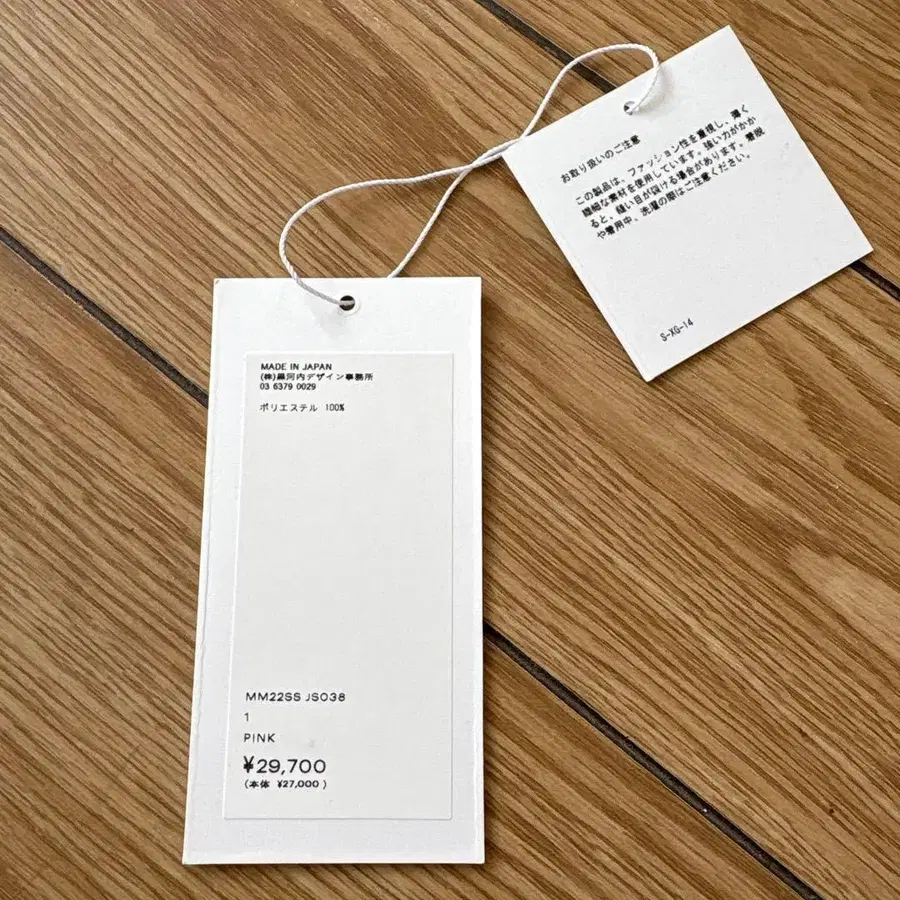 MADE IN JAPAN
(株)黒河内デザイン事務所
03 6379 0029
ポリエステル 100%
MM22SS JS038
1
PINK
¥29,700
(本体 ¥27,000 )
お取り扱いのご注意
この製品は、ファッション性を重視し、薄く
繊細な素材を使用しています。強い力がかか
ると、縫い目が裂ける場合があります。着脱
や着用中、洗濯の際はご注意ください。
S-XG-14